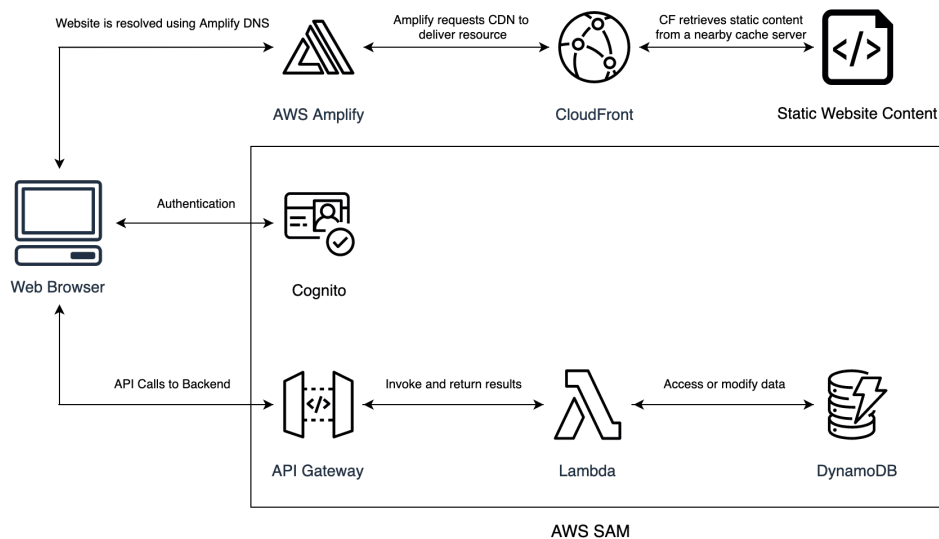 Website is resolved using Amplify DNS
Amplify requests CDN to
deliver resource
CF retrieves static content
from a nearby cache server
</>
AWS Amplify
CloudFront
Static Website Content
Authentication
Web Browser
Cognito
API Calls to Backend
Invoke and return results
Access or modify data
</>
API Gateway
Lambda
DynamoDB
AWS SAM